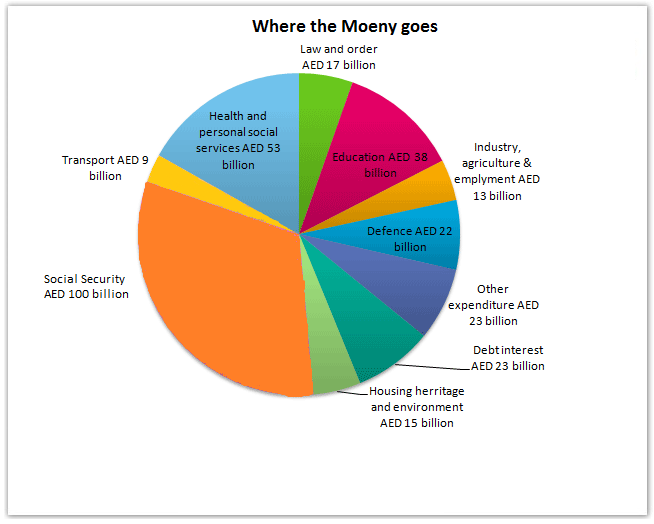 Where the Moeny goes
Law and order
AED 17 billion
Health and
personal social
services AED 53
billion
Education AED 38
billion
Industry,
agriculture &
emplyment AED
13 billion
Transport AED 9
billion
Defence AED 22
billion
Social Security
AED 100 billion
Other
expenditure AED
23 billion
Debt interest
AED 23 billion
Housing herritage
and environment
AED 15 billion